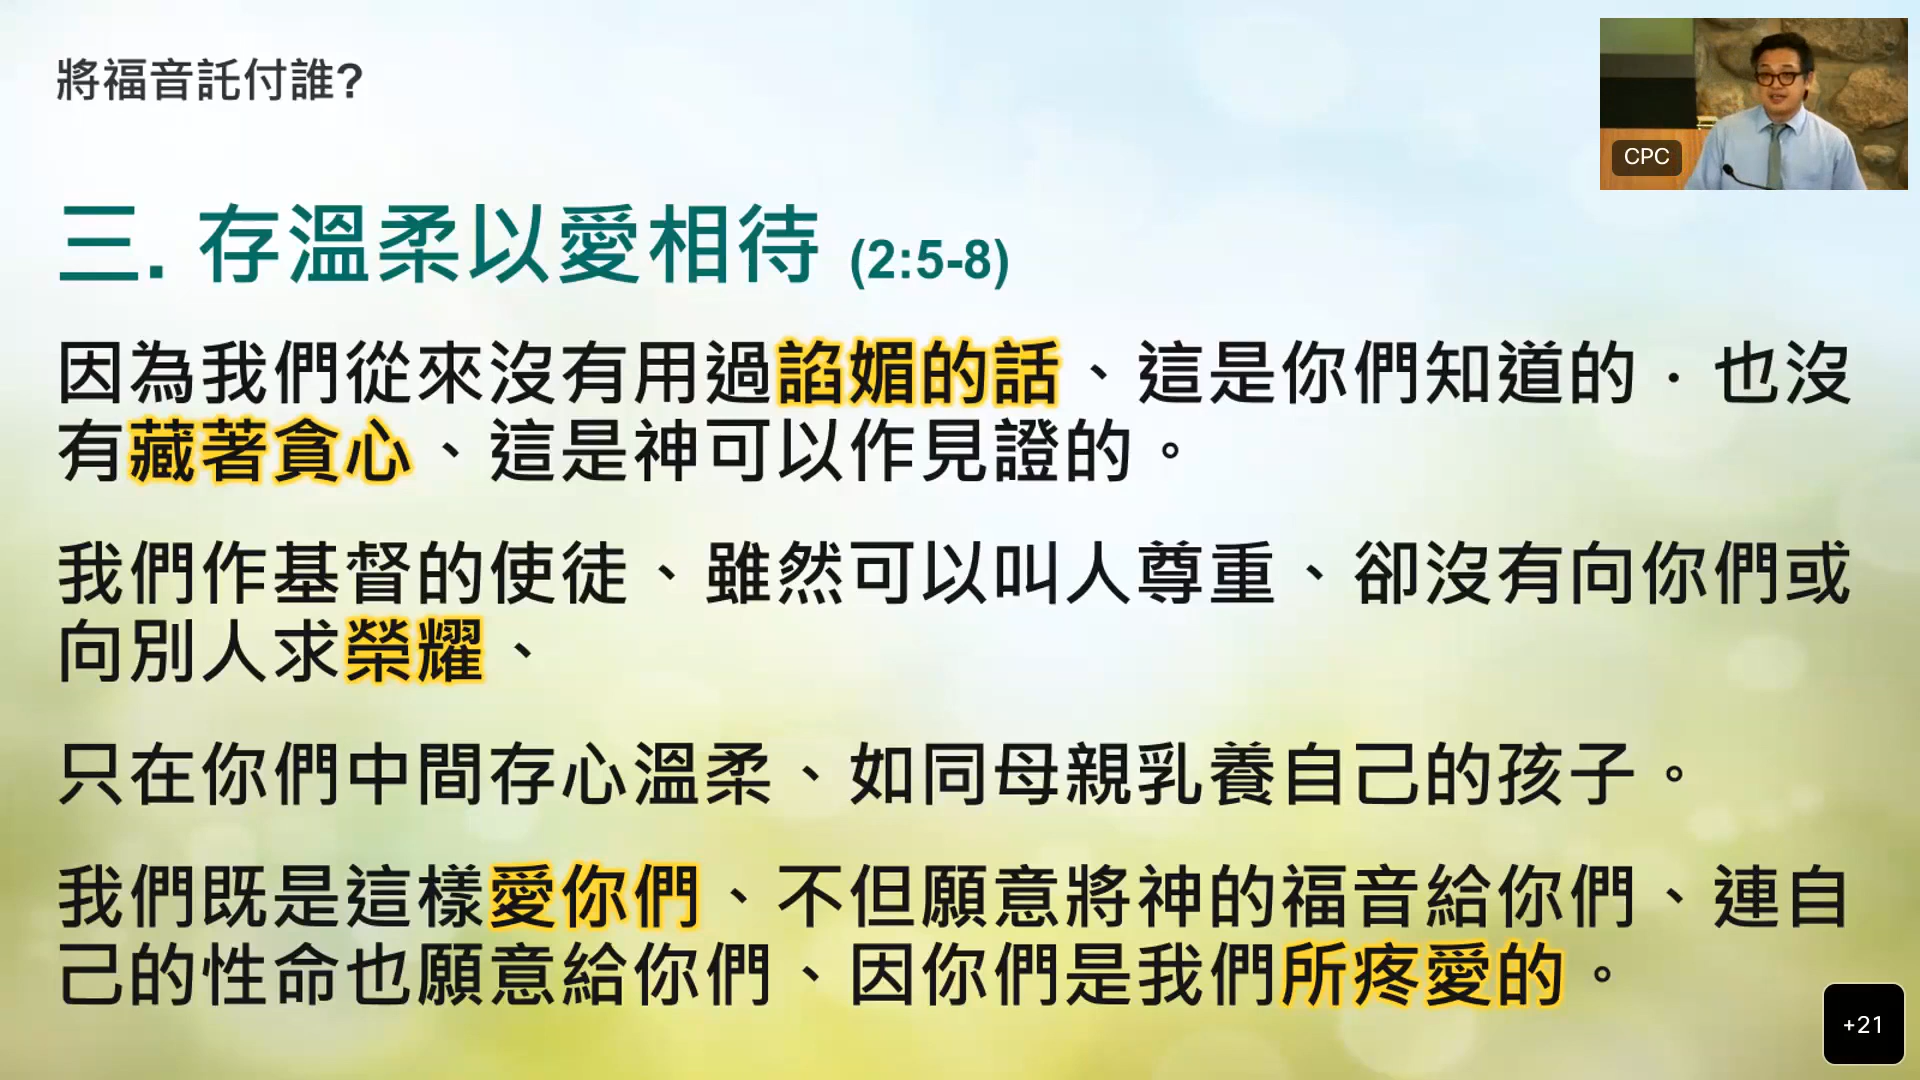 將福音託付誰?
CPC
三. 存溫柔以愛相待 (2:5-8)
因為我們從來沒有用過諂媚的話、這是你們知道的．也沒
有藏著貪心、這是神可以作見證的。
我們作基督的使徒、雖然可以叫人尊重、卻沒有向你們或
向別人求榮耀、
只在你們中間存心溫柔、如同母親乳養自己的孩子。
我們既是這樣愛你們、不但願意將神的福音給你們、連自
己的性命也願意給你們、因你們是我們所疼愛的。
+21